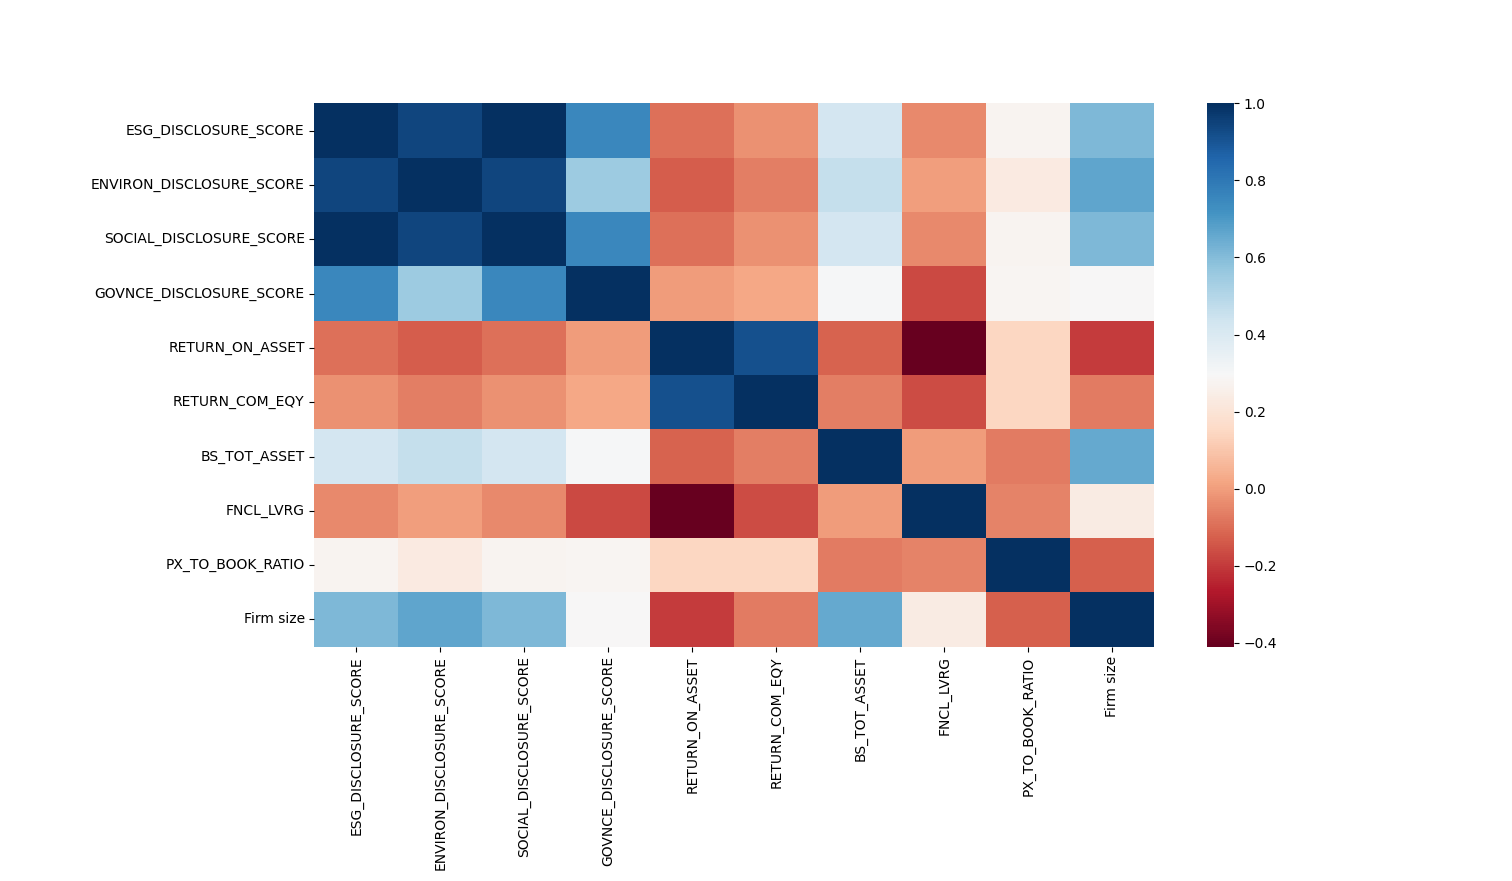 ESG_DISCLOSURE_SCORE
ENVIRON_DISCLOSURE_SCORE
SOCIAL_DISCLOSURE_SCORE
GOVNCE_DISCLOSURE_SCORE
RETURN_ON_ASSET
RETURN_COM_EQY
BS_TOT_ASSET
FNCL_LVRG
PX_TO_BOOK_RATIO
Firm size
ESG_DISCLOSURE_SCORE
ENVIRON_DISCLOSURE_SCORE
SOCIAL_DISCLOSURE_SCORE
GOVNCE_DISCLOSURE_SCORE
RETURN_ON_ASSET
RETURN_COM_EQY
BS_TOT_ASSET
FNCL_LVRG
PX_TO_BOOK_RATIO
Firm size
1.0
0.8
0.6
0.4
0.2
0.0
−0.2
−0.4